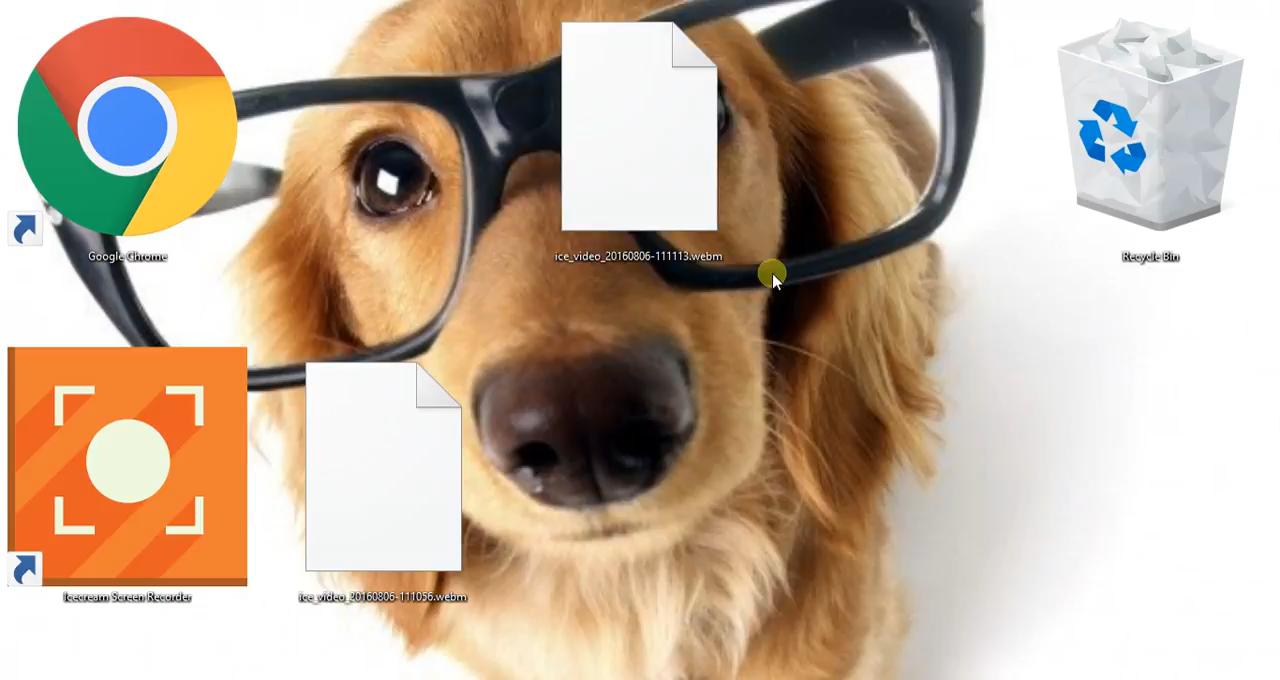 Google Chrome
ice_video_20160806-111113.webm
Recycle Bin
Icecream Screen Recorder
ice_video_20160806-111056.webm